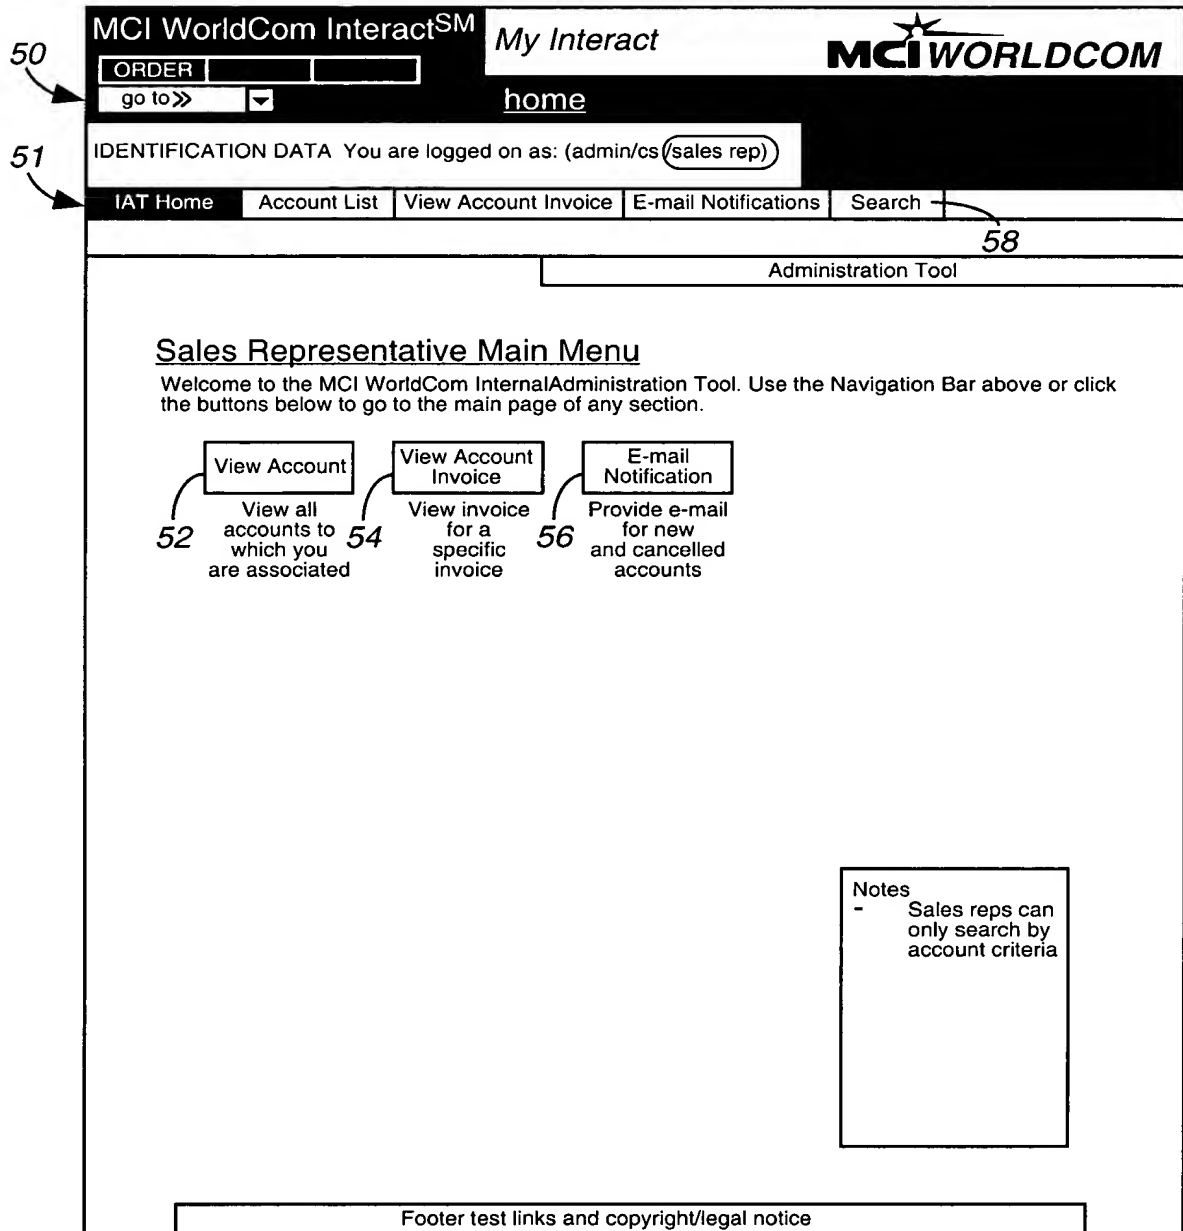 MCI WorldCom InteractSM
My Interact
MCI WORLDCOM
50
ORDER
go to>>
home
51
IDENTIFICATION DATA You are logged on as: (admin/cs/sales rep)
IAT Home
Account List
View Account Invoice
E-mail Notifications
Search
58
Administration Tool
Sales Representative Main Menu
Welcome to the MCI WorldCom InternalAdministration Tool. Use the Navigation Bar above or click
the buttons below to go to the main page of any section.
View Account
52
View all
accounts to
which you
are associated
View Account
Invoice
54
View invoice
for a
specific
invoice
E-mail
Notification
56
Provide e-mail
for new
and cancelled
accounts
Notes
- Sales reps can
only search by
account criteria
Footer test links and copyright/legal notice